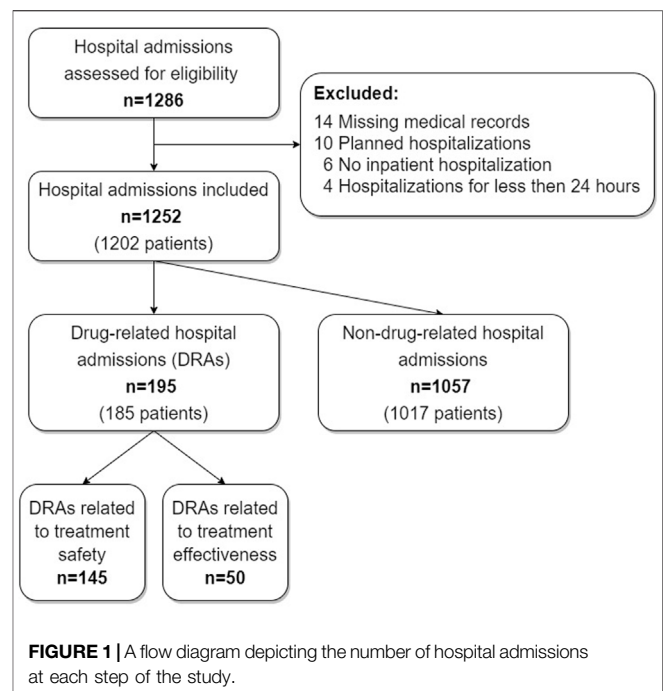 Hospital admissions
assessed for eligibility
n=1286
Excluded:
14 Missing medical records
10 Planned hospitalizations
6 No inpatient hospitalization
4 Hospitalizations for less then 24 hours
Hospital admissions included
n=1252
(1202 patients)
Drug-related hospital
admissions (DRAs)
n=195
(185 patients)
Non-drug-related hospital
admissions
n=1057
(1017 patients)
DRAs related
to treatment
safety
n=145
DRAs related
to treatment
effectiveness
n=50
FIGURE 1 | A flow diagram depicting the number of hospital admissions
at each step of the study.